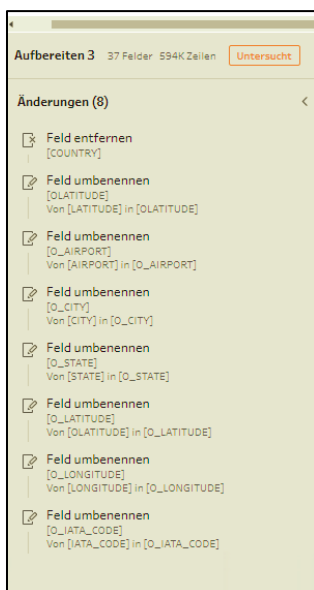 Aufbereiten 3 37 Felder 594K Zeilen Untersucht
Änderungen (8)
Feld entfernen
[COUNTRY]
Feld umbenennen
[OLATITUDE]
Von [LATITUDE] in [OLATITUDE]
Feld umbenennen
[O_AIRPORT]
Von [AIRPORT] in [O_AIRPORT]
Feld umbenennen
[O_CITY]
Von [CITY] in [O_CITY]
Feld umbenennen
[O_STATE]
Von [STATE] in [O_STATE]
Feld umbenennen
[O_LATITUDE]
Von [OLATITUDE] in [O_LATITUDE]
Feld umbenennen
[O_LONGITUDE]
Von [LONGITUDE] in [O_LONGITUDE]
Feld umbenennen
[O_IATA_CODE]
Von [IATA_CODE] in [O_IATA_CODE]